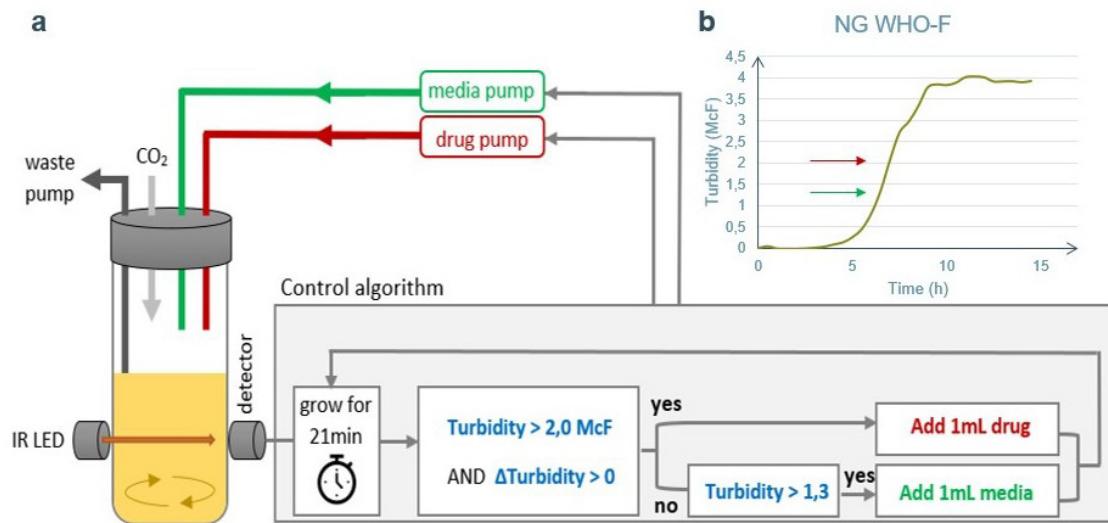 a
media pump
drug pump
waste
pump
CO₂
IR LED
detector
Control algorithm
grow for
21min
Turbidity > 2,0 McF
AND ΔTurbidity > 0
yes
no
Add 1mL drug
Turbidity > 1,3
yes
Add 1mL media
b
NG WHO-F
Turbidity (McF)
4,5
4
3,5
3
2,5
2
1,5
1
0,5
0
0
5
10
15
Time (h)